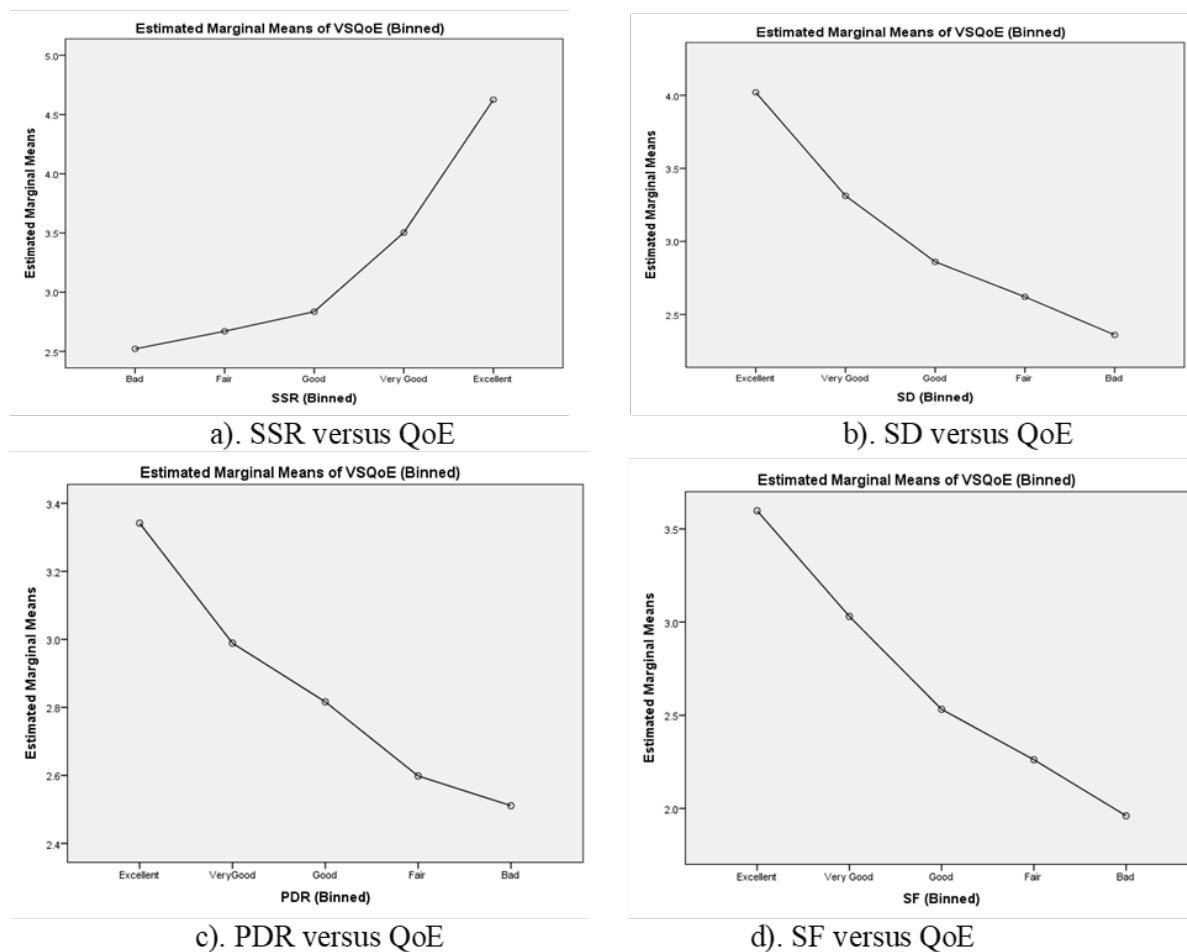 Estimated Marginal Means of VSQoE (Binned)
5.0
4.5
4.0
3.5
3.0
2.5
Estimated Marginal Means
Bad Fair Good Very Good Excellent
SSR (Binned)
a). SSR versus QoE
Estimated Marginal Means of VSQoE (Binned)
4.0
3.5
3.0
2.5
Estimated Marginal Means
Excellent Very Good Good Fair Bad
SD (Binned)
b). SD versus QoE
Estimated Marginal Means of VSQoE (Binned)
3.4
3.2
3.0
2.8
2.6
2.4
Estimated Marginal Means
Excellent VeryGood Good Fair Bad
PDR (Binned)
c). PDR versus QoE
Estimated Marginal Means of VSQoE (Binned)
3.5
3.0
2.5
2.0
Estimated Marginal Means
Excellent Very Good Good Fair Bad
SF (Binned)
d). SF versus QoE